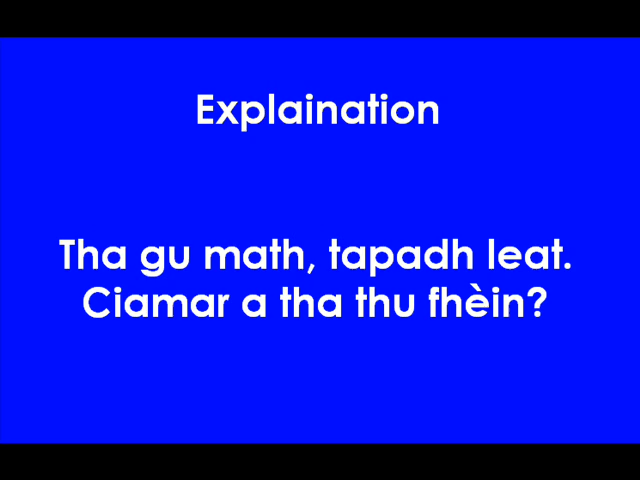 Explaination
Tha gu math, tapadh leat.
Ciamar a tha thu fhèin?